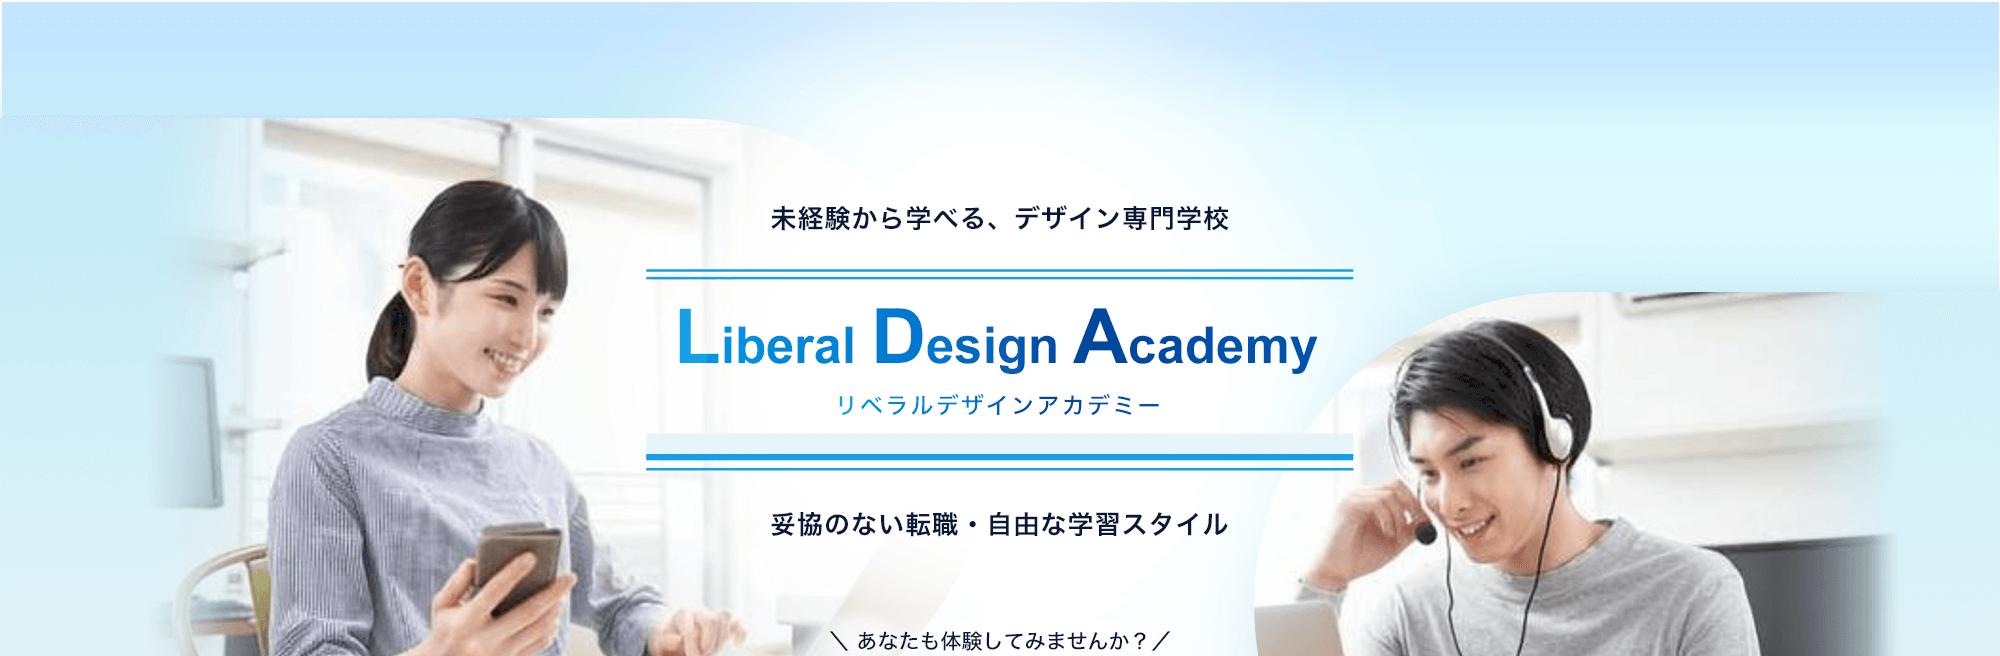 未経験から学べる、デザイン専門学校
Liberal Design Academy
リベラルデザインアカデミー
妥協のない転職・自由な学習スタイル
＼ あなたも体験してみませんか？／